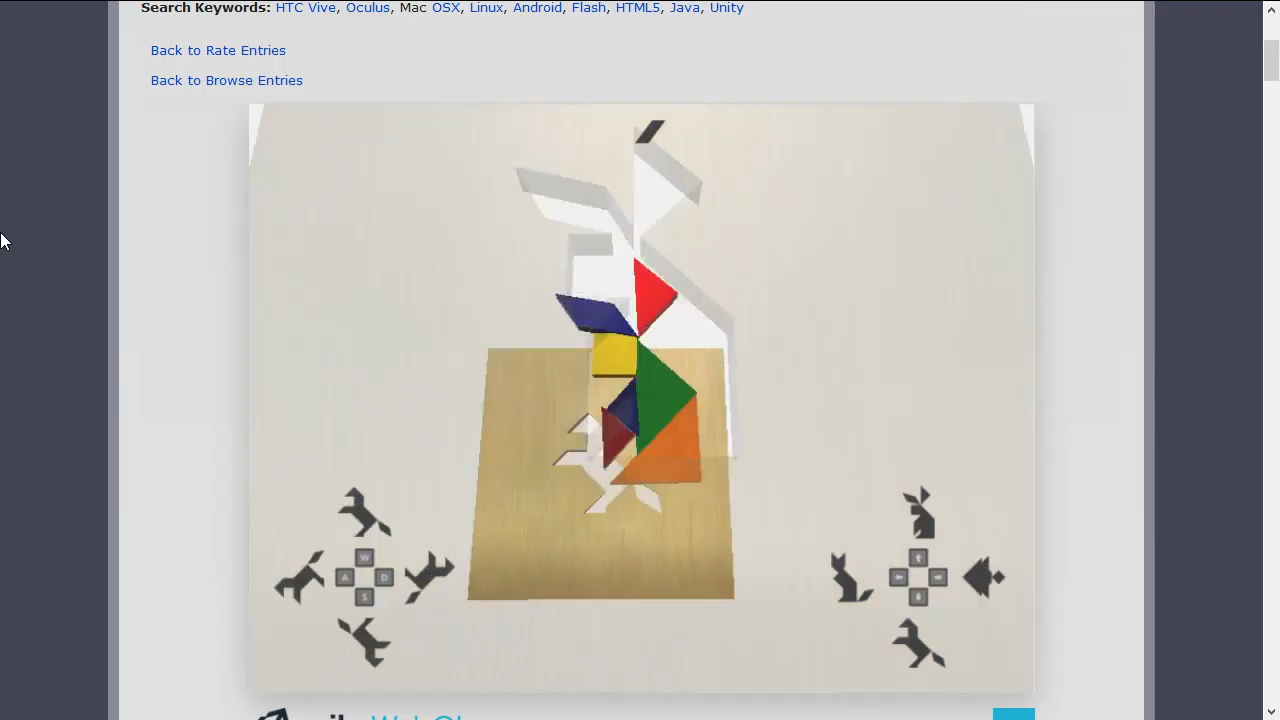 Search Keywords: HTC Vive, Oculus, Mac OSX, Linux, Android, Flash, HTML5, Java, Unity
Back to Rate Entries
Back to Browse Entries
W
A D
S